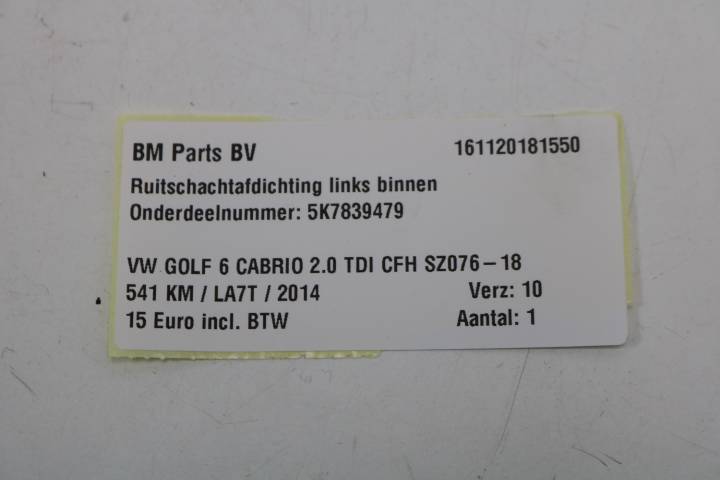 BM Parts BV 161120181550
Ruitschachtafdichting links binnen
Onderdeelnummer: 5K7839479
VW GOLF 6 CABRIO 2.0 TDI CFH SZ076-18
541 KM / LA7T / 2014 Verz: 10
15 Euro incl. BTW Aantal: 1